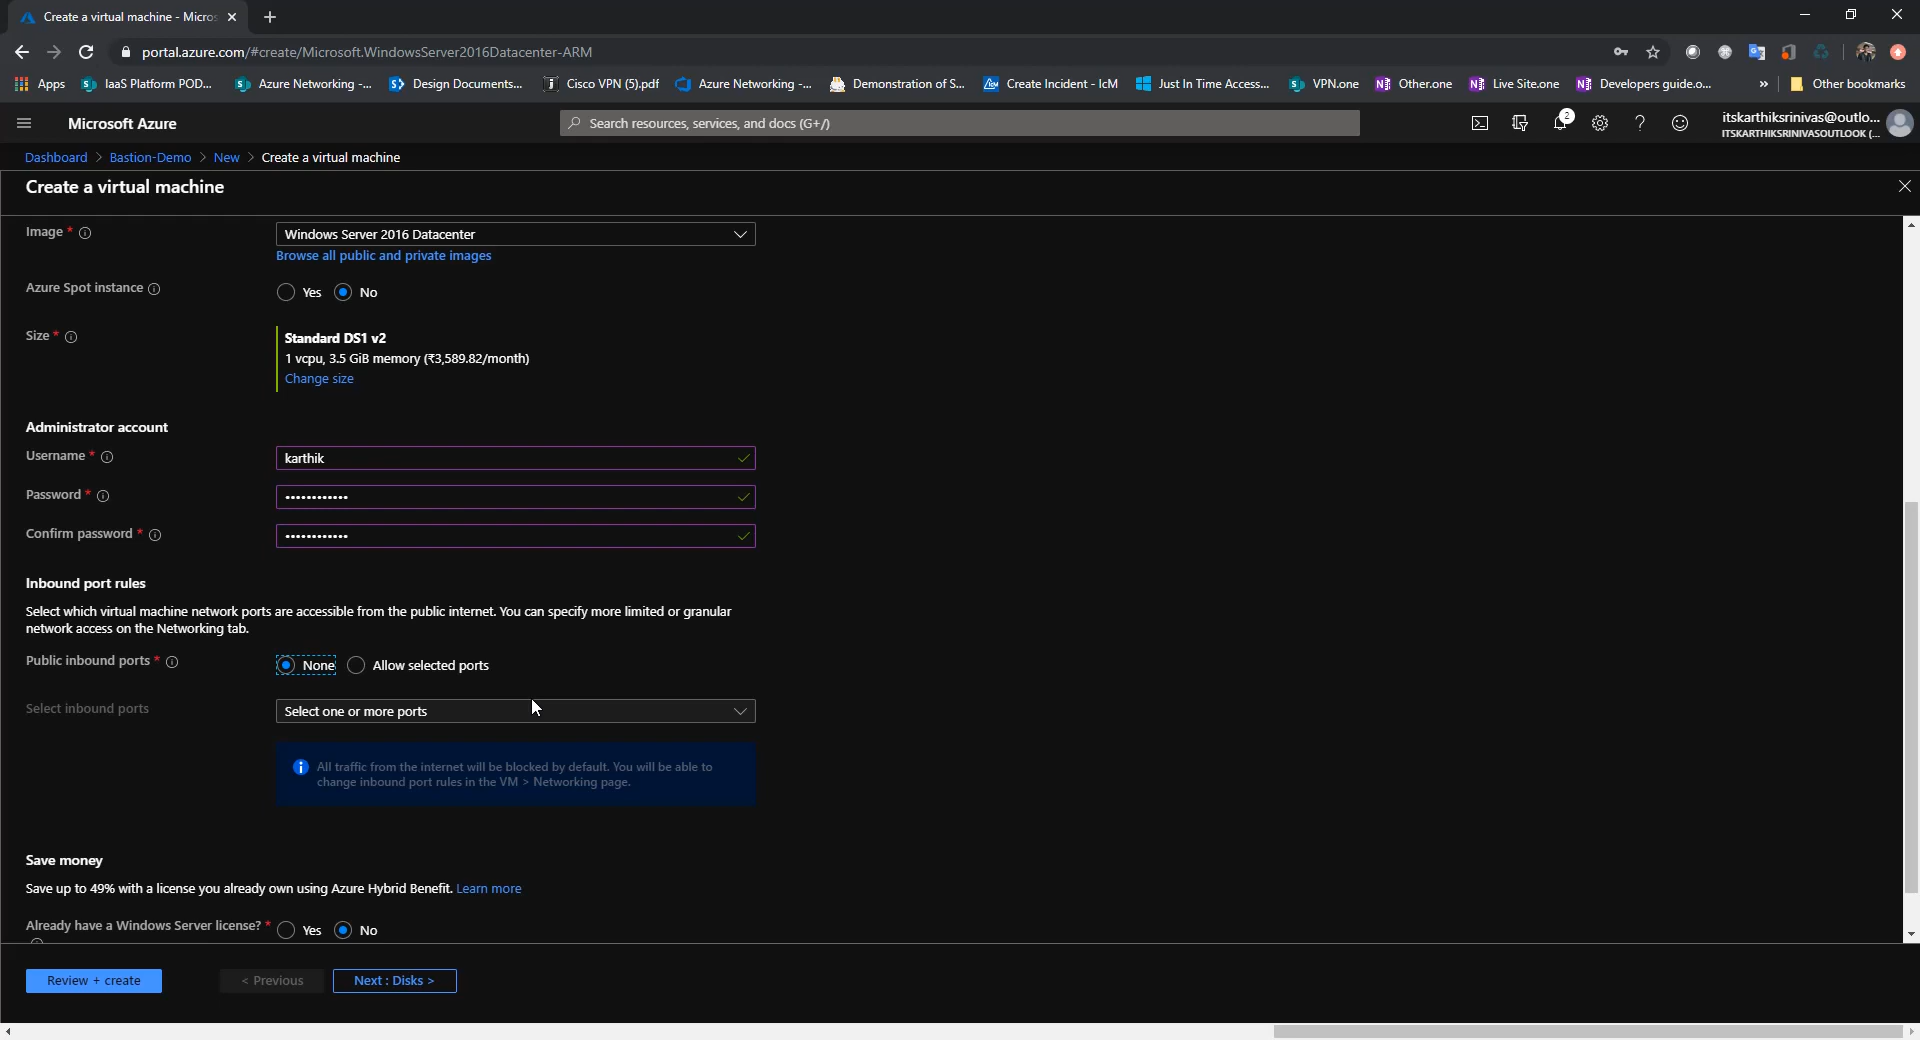 Create a virtual machine - Micros
portal.azure.com/#create/Microsoft.WindowsServer2016Datacenter-ARM
Apps
IaaS Platform POD...
Azure Networking -...
Design Documents...
Cisco VPN (5).pdf
Azure Networking -...
Demonstration of S...
Create Incident - IcM
Just In Time Access...
VPN.one
Other.one
Live Site.one
Developers guide.o...
»
Other bookmarks
Microsoft Azure
Search resources, services, and docs (G+/)
2
itskarthiksrinivas@outlo...
ITSKARTHIKSRINIVASOUTLOOK (...
Dashboard > Bastion-Demo > New > Create a virtual machine
Create a virtual machine
Image *
Windows Server 2016 Datacenter
Browse all public and private images
Azure Spot instance
Yes No
Size *
Standard DS1 v2
1 vcpu, 3.5 GiB memory (₹3,589.82/month)
Change size
Administrator account
Username *
karthik
Password *
••••••••••••
Confirm password *
••••••••••••
Inbound port rules
Select which virtual machine network ports are accessible from the public internet. You can specify more limited or granular
network access on the Networking tab.
Public inbound ports *
None Allow selected ports
Select inbound ports
Select one or more ports
All traffic from the internet will be blocked by default. You will be able to
change inbound port rules in the VM > Networking page.
Save money
Save up to 49% with a license you already own using Azure Hybrid Benefit. Learn more
Already have a Windows Server license? *
Yes No
Review + create
< Previous
Next : Disks >